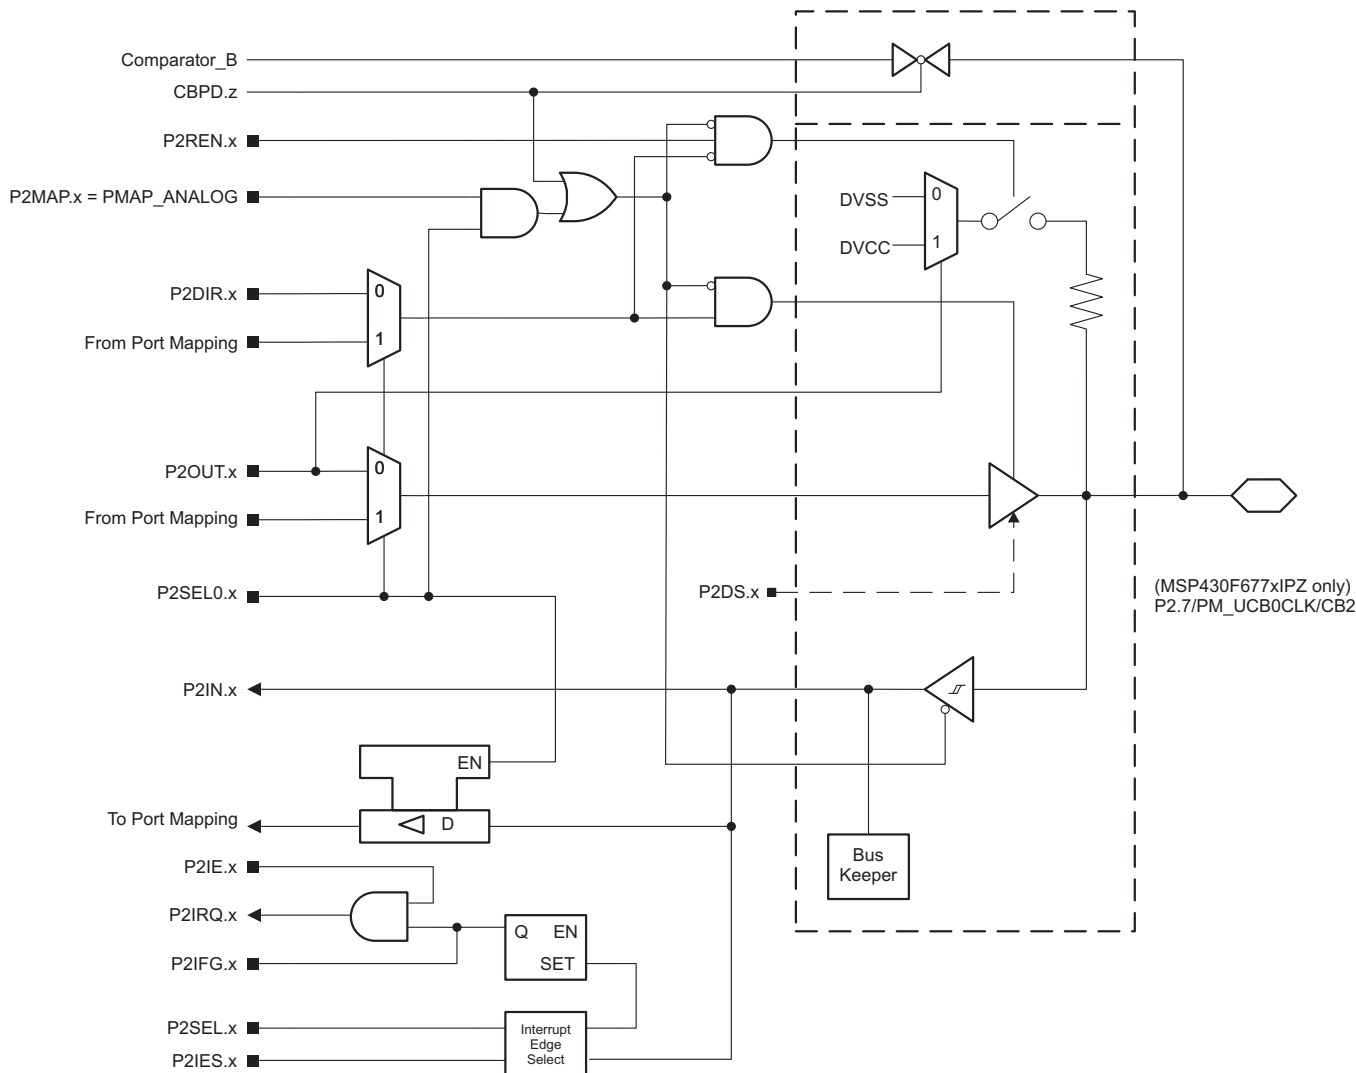 Comparator_B
CBPD.z
P2REN.x
P2MAP.x = PMAP_ANALOG
DVSS
0
DVCC
1
P2DIR.x
0
From Port Mapping
1
P2OUT.x
0
From Port Mapping
1
P2SEL0.x
P2DS.x
(MSP430F677xIPZ only)
P2.7/PM_UCB0CLK/CB2
P2IN.x
EN
To Port Mapping
D
Bus
Keeper
P2IE.x
P2IRQ.x
Q EN
SET
P2IFG.x
P2SEL.x
P2IES.x
Interrupt
Edge
Select